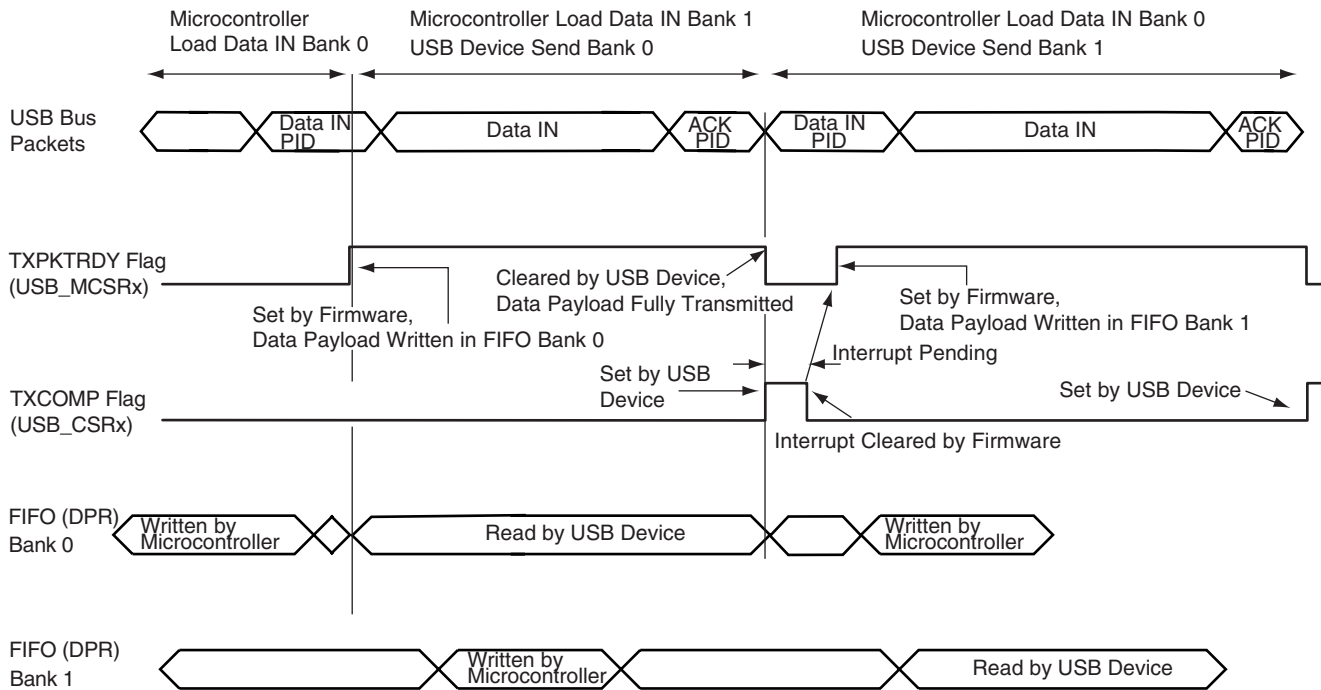 Microcontroller
Load Data IN Bank 0
Microcontroller Load Data IN Bank 1
USB Device Send Bank 0
Microcontroller Load Data IN Bank 0
USB Device Send Bank 1
USB Bus
Packets
Data IN
PID
Data IN
ACK
PID
Data IN
PID
Data IN
ACK
PID
TXPKTRDY Flag
(USB_MCSRx)
Set by Firmware,
Data Payload Written in FIFO Bank 0
Cleared by USB Device,
Data Payload Fully Transmitted
Set by Firmware,
Data Payload Written in FIFO Bank 1
Interrupt Pending
TXCOMP Flag
(USB_CSRx)
Set by USB
Device
Set by USB Device
Interrupt Cleared by Firmware
FIFO (DPR)
Bank 0
Written by
Microcontroller
Read by USB Device
Written by
Microcontroller
FIFO (DPR)
Bank 1
Written by
Microcontroller
Read by USB Device